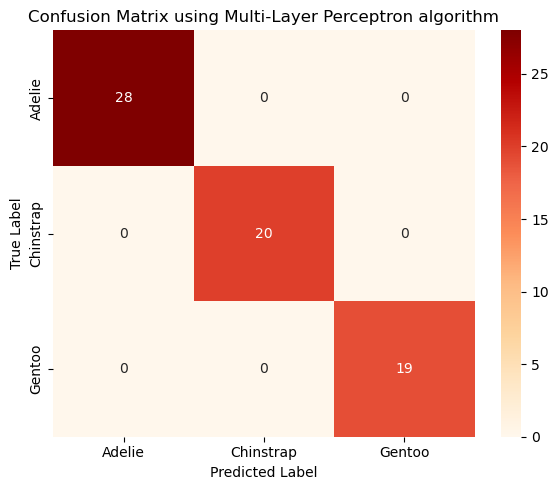 Confusion Matrix using Multi-Layer Perceptron algorithm
True Label
Adelie
28 0 0
Chinstrap
0 20 0
Gentoo
0 0 19
Adelie Chinstrap Gentoo
Predicted Label
25
20
15
10
5
0